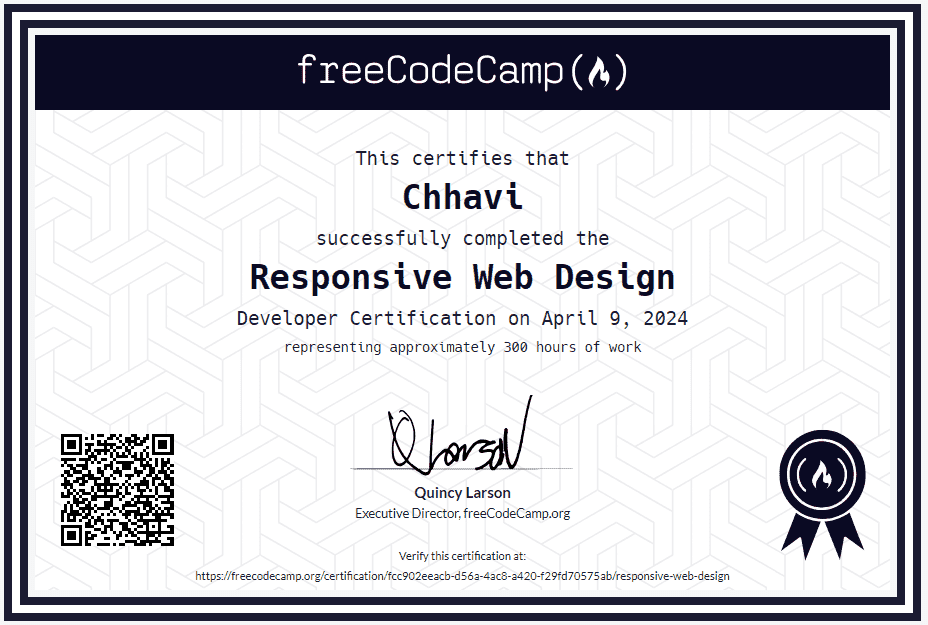 freeCodeCamp
This certifies that
Chhavi
successfully completed the
Responsive Web Design
Developer Certification on April 9, 2024
representing approximately 300 hours of work
Quincy Larson
Executive Director, freeCodeCamp.org
Verify this certification at:
https://freecodecamp.org/certification/fcc902eeacb-d56a-4ac8-a420-f29fd70575ab/responsive-web-design